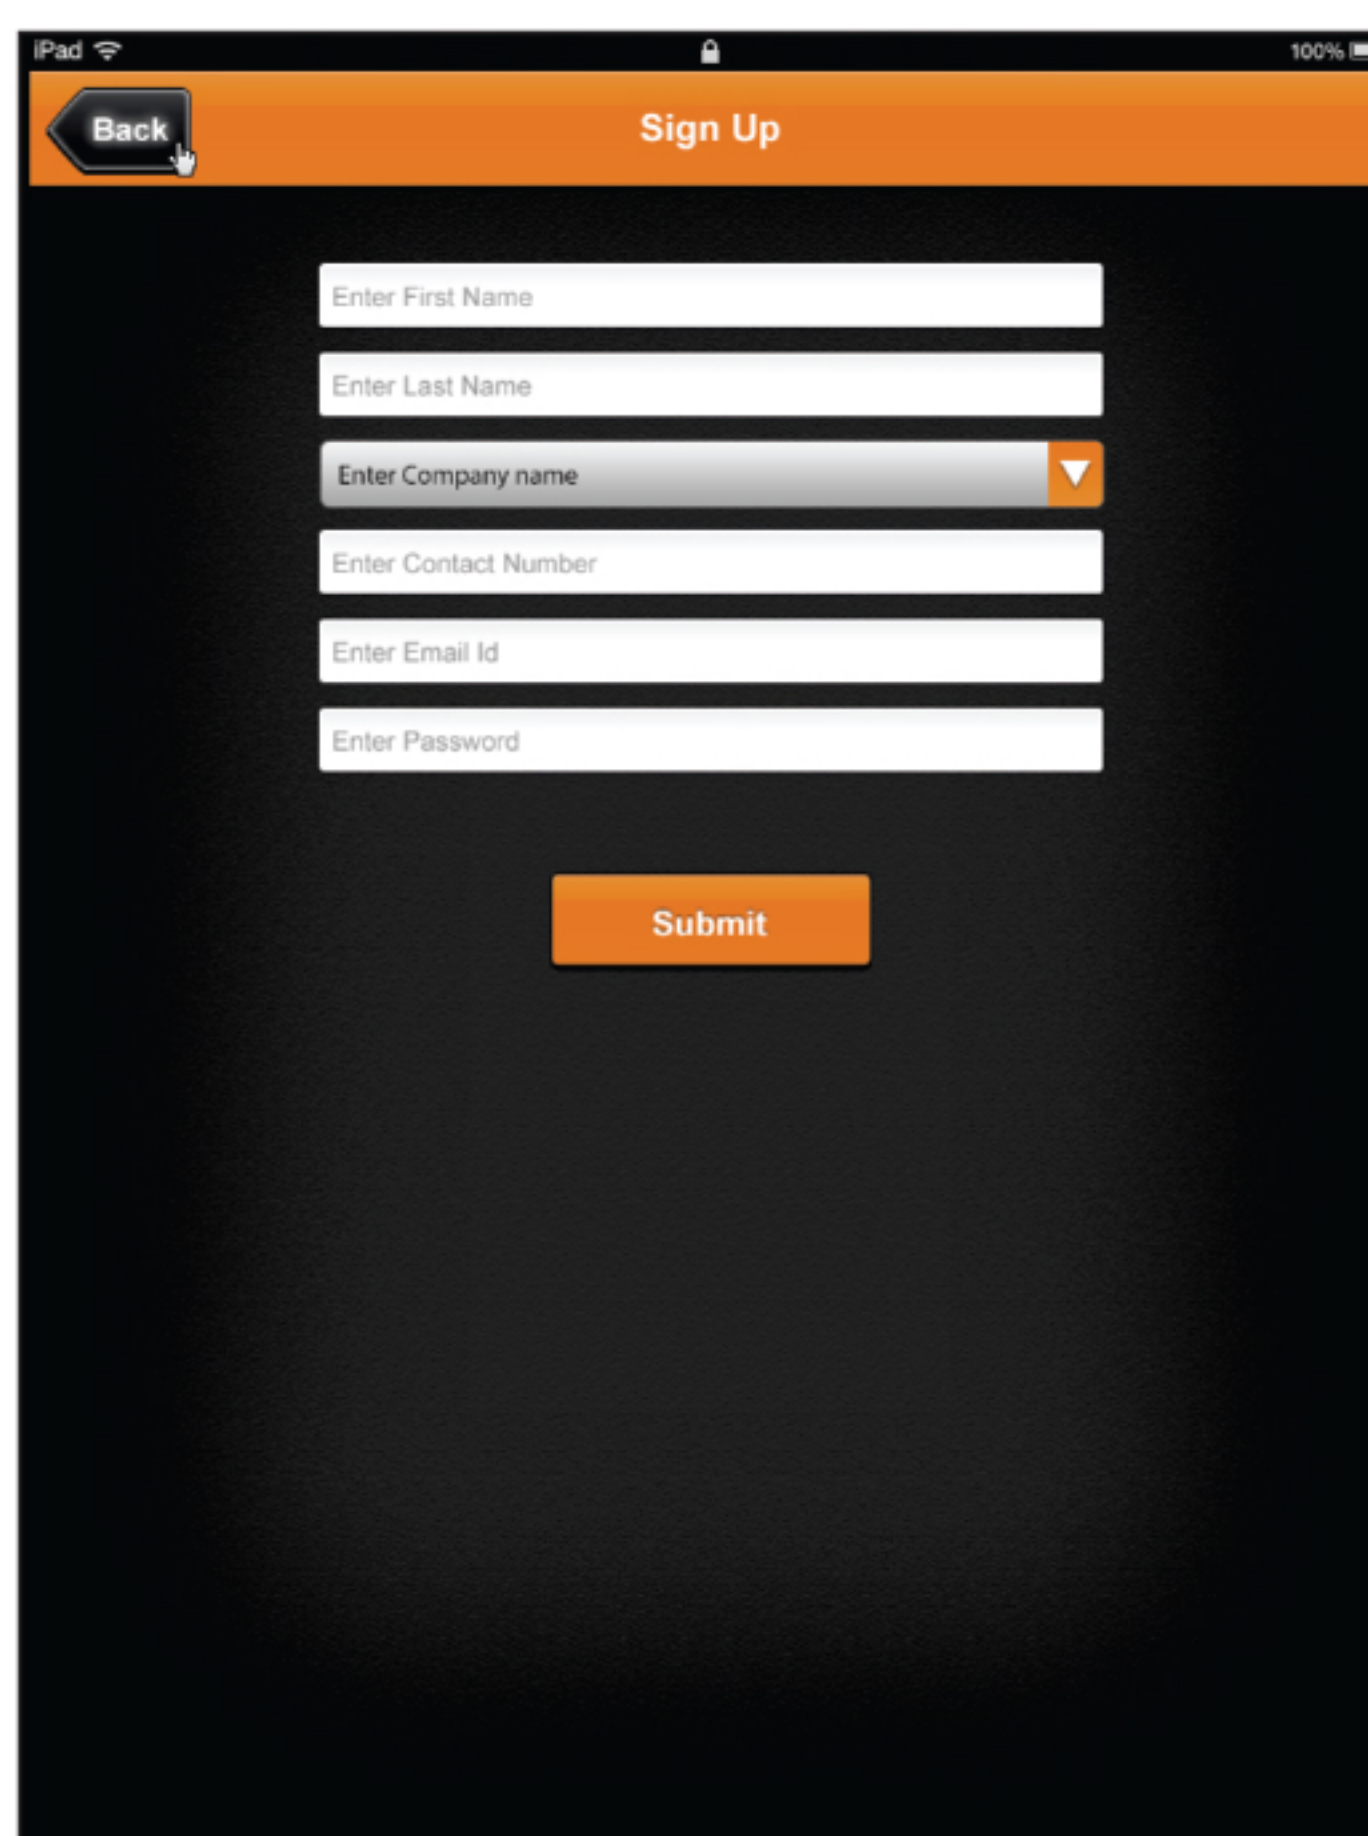 iPad
100%
Back
Sign Up
Enter First Name
Enter Last Name
Enter Company name
Enter Contact Number
Enter Email Id
Enter Password
Submit